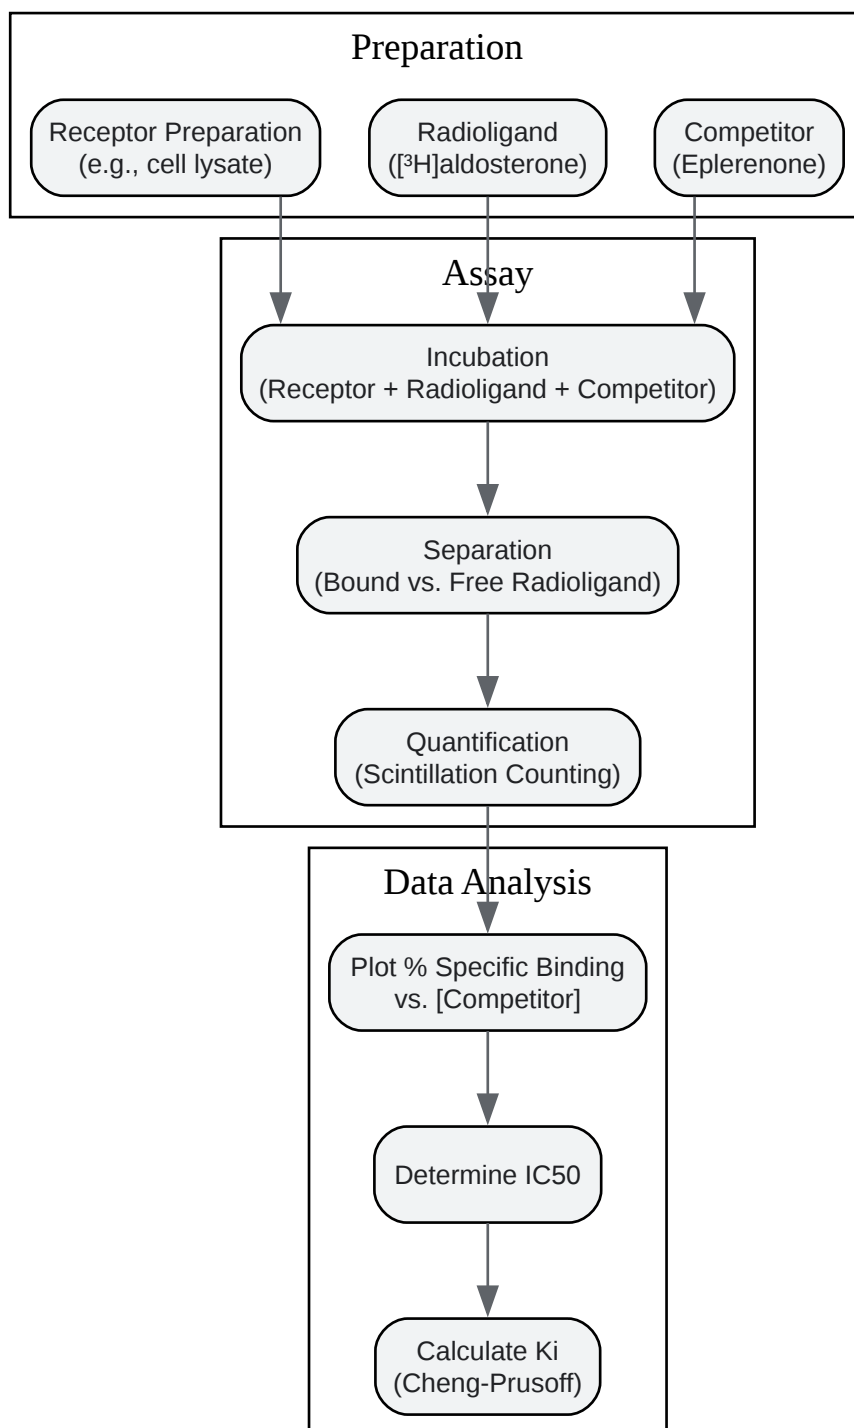 Preparation
Receptor Preparation
(e.g., cell lysate)
Radioligand
([³H]aldosterone)
Competitor
(Eplerenone)
Assay
Incubation
(Receptor + Radioligand + Competitor)
Separation
(Bound vs. Free Radioligand)
Quantification
(Scintillation Counting)
Data Analysis
Plot % Specific Binding
vs. [Competitor]
Determine IC50
Calculate Ki
(Cheng-Prusoff)